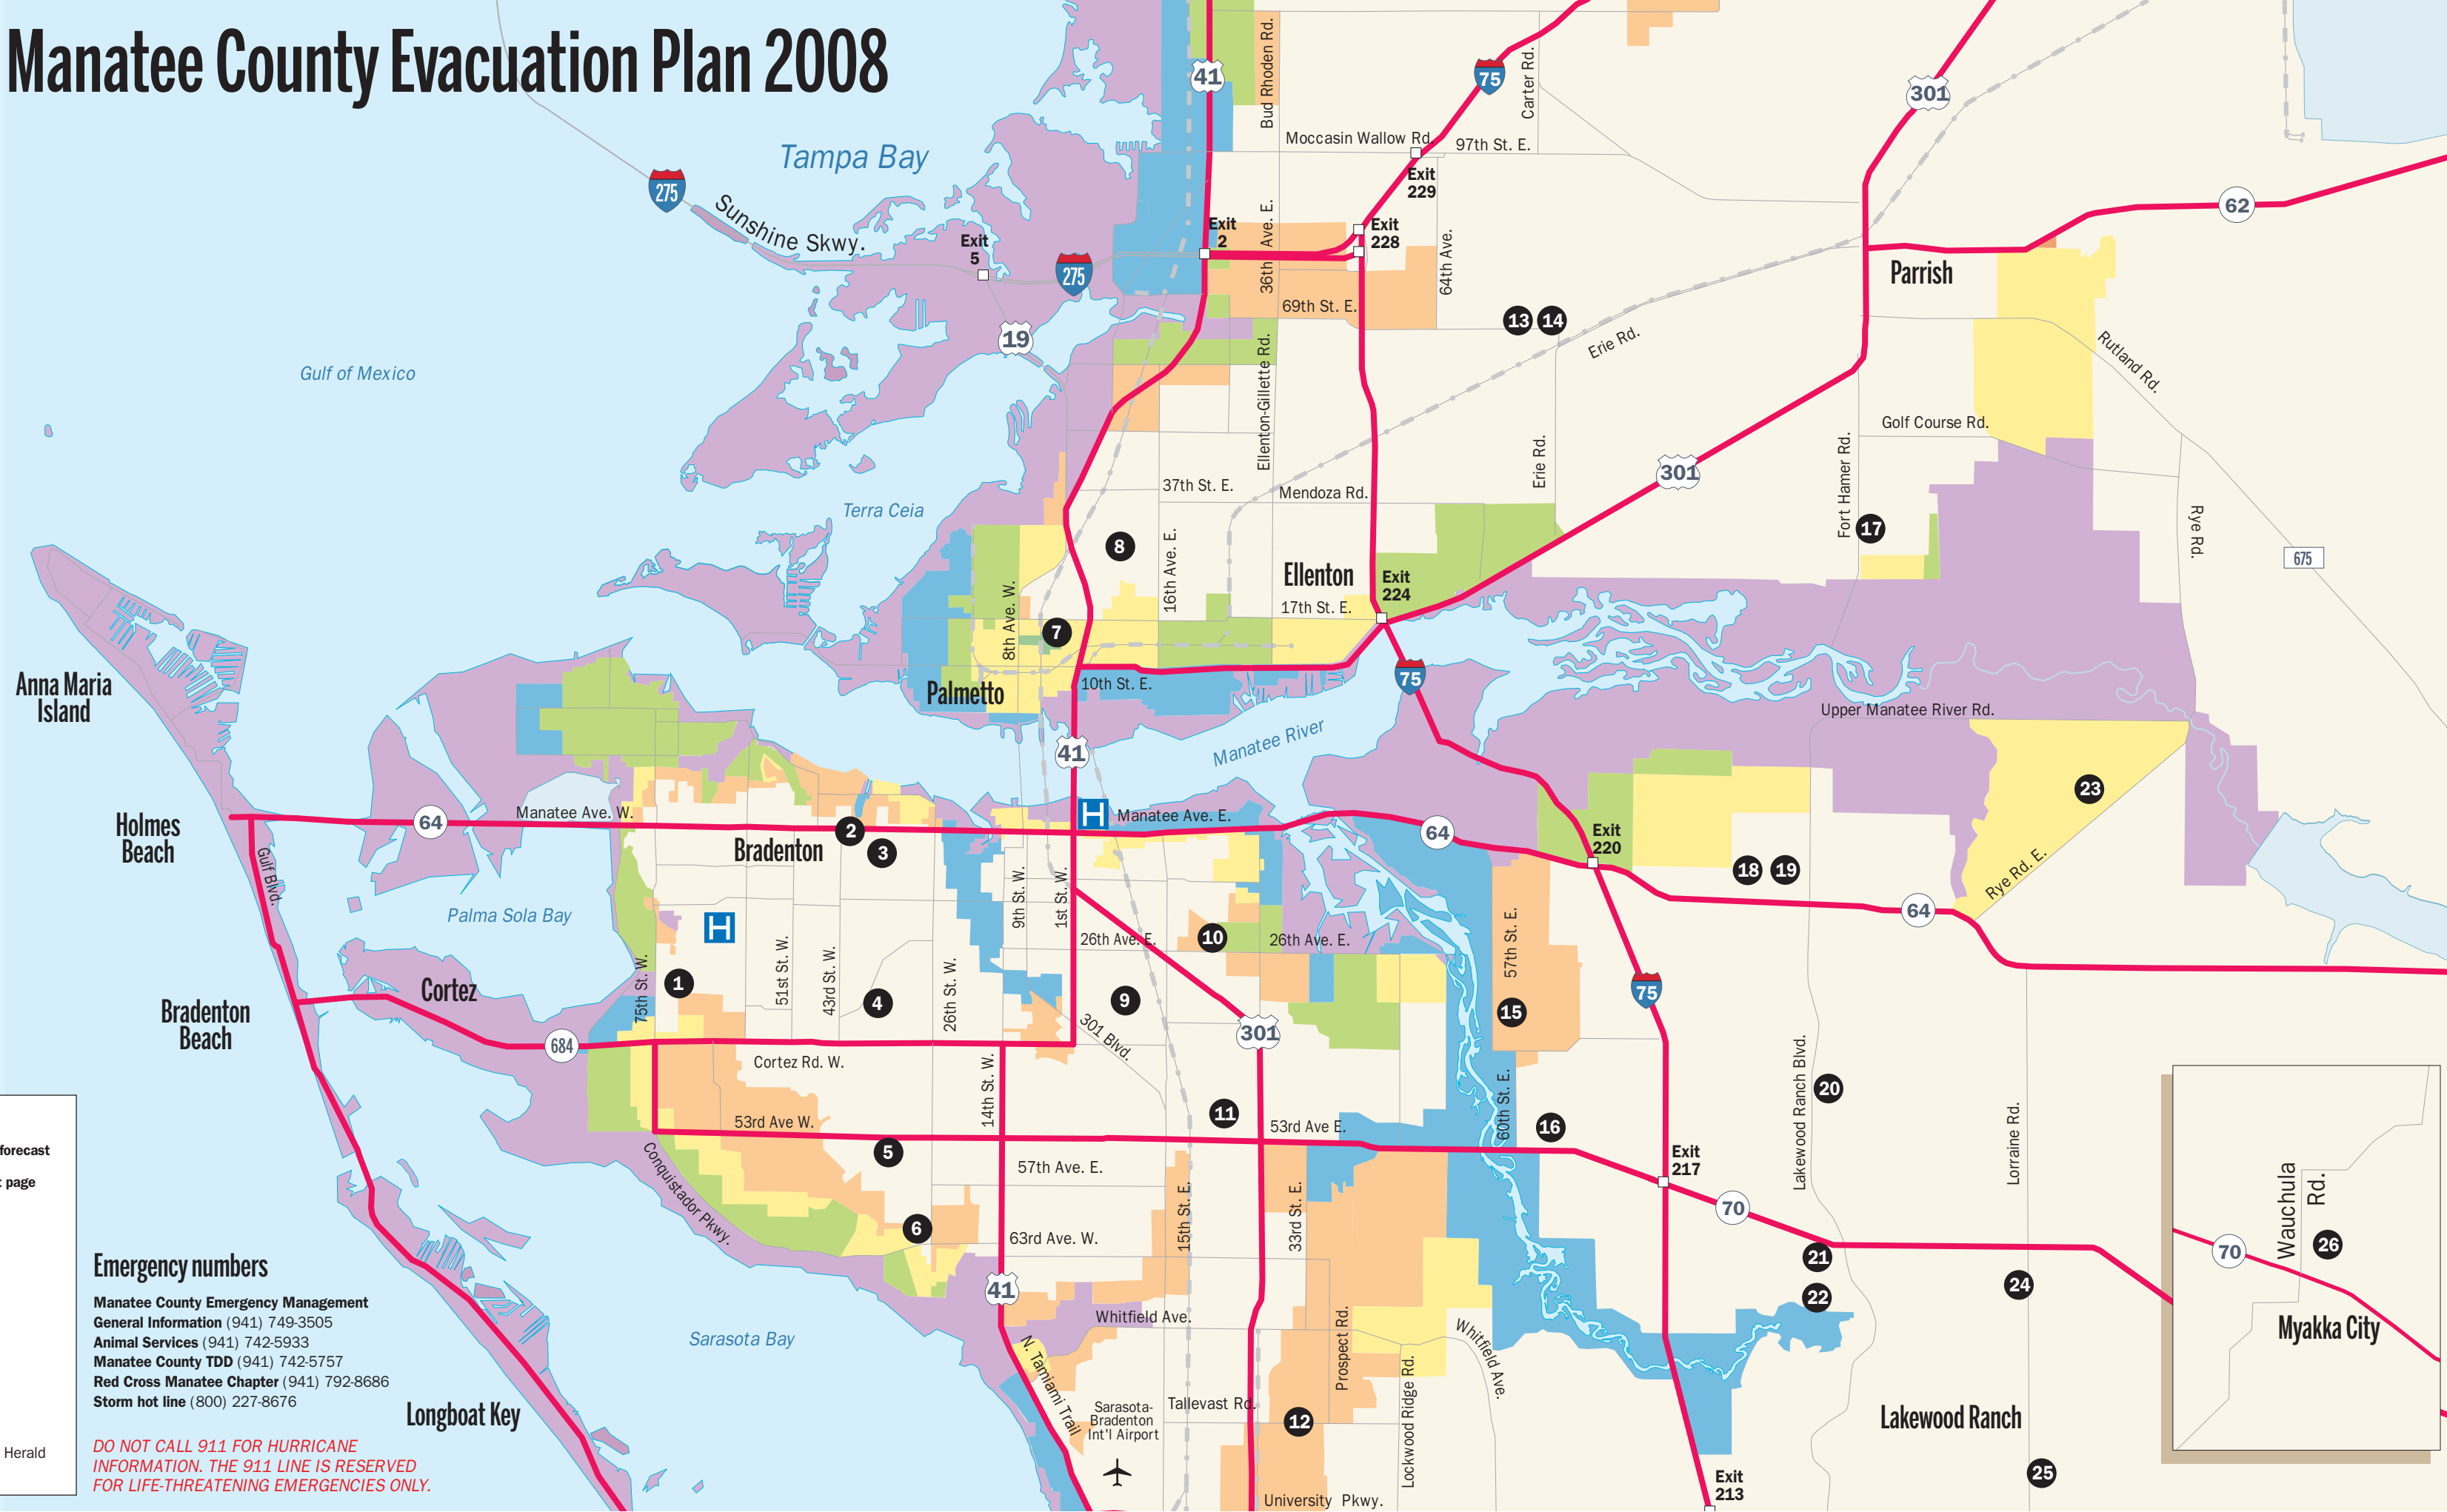 Manatee County Evacuation Plan 2008
Tampa Bay
Gulf of Mexico
Terra Ceia
Sunshine Skwy.
275
275
Exit
5
19
41
Bud Rhoden Rd.
75
Carter Rd.
Moccasin Wallow Rd.
97th St. E.
Exit
229
Exit
2
Exit
228
36th Ave. E.
64th Ave.
69th St. E.
13
14
Erie Rd.
301
62
Parrish
Rutland Rd.
Golf Course Rd.
Fort Hamer Rd.
Ellenton-Gillette Rd.
Erie Rd.
301
37th St. E.
Mendoza Rd.
17
Rye Rd.
675
8
16th Ave. E.
Ellenton
Exit
224
17th St. E.
8th Ave. W.
7
Palmetto
10th St. E.
75
41
Manatee River
Upper Manatee River Rd.
23
Rye Rd. E.
Anna Maria
Island
Holmes
Beach
64
Manatee Ave. W.
H
Manatee Ave. E.
64
Exit
220
Bradenton
2
3
18
19
64
Gulf Blvd.
Palma Sola Bay
H
9th St. W.
1st St. W.
26th Ave. E.
10
26th Ave. E.
57th St. E.
Cortez
Bradenton
Beach
75th St. W.
1
51st St. W.
43rd St. W.
4
26th St. W.
9
301 Blvd.
301
15
75
684
Cortez Rd. W.
14th St. W.
60th St. E.
Lakewood Ranch Blvd.
20
Lorraine Rd.
11
53rd Ave W.
53rd Ave E.
16
5
57th Ave. E.
Exit
217
70
Conquistador Pkwy.
6
63rd Ave. W.
15th St. E.
33rd St. E.
21
22
24
41
Whitfield Ave.
Prospect Rd.
Whitfield Ave.
Sarasota Bay
N. Tamiami Trail
Sarasota-
Bradenton
Int'l Airport
Tallevast Rd.
12
Lockwood Ridge Rd.
University Pkwy.
Exit
213
Lakewood Ranch
25
Longboat Key
Wauchula
Rd.
70
26
Myakka City
forecast
page
Herald
Emergency numbers
Manatee County Emergency Management
General Information (941) 749-3505
Animal Services (941) 742-5933
Manatee County TDD (941) 742-5757
Red Cross Manatee Chapter (941) 792-8686
Storm hot line (800) 227-8676
DO NOT CALL 911 FOR HURRICANE
INFORMATION. THE 911 LINE IS RESERVED
FOR LIFE-THREATENING EMERGENCIES ONLY.